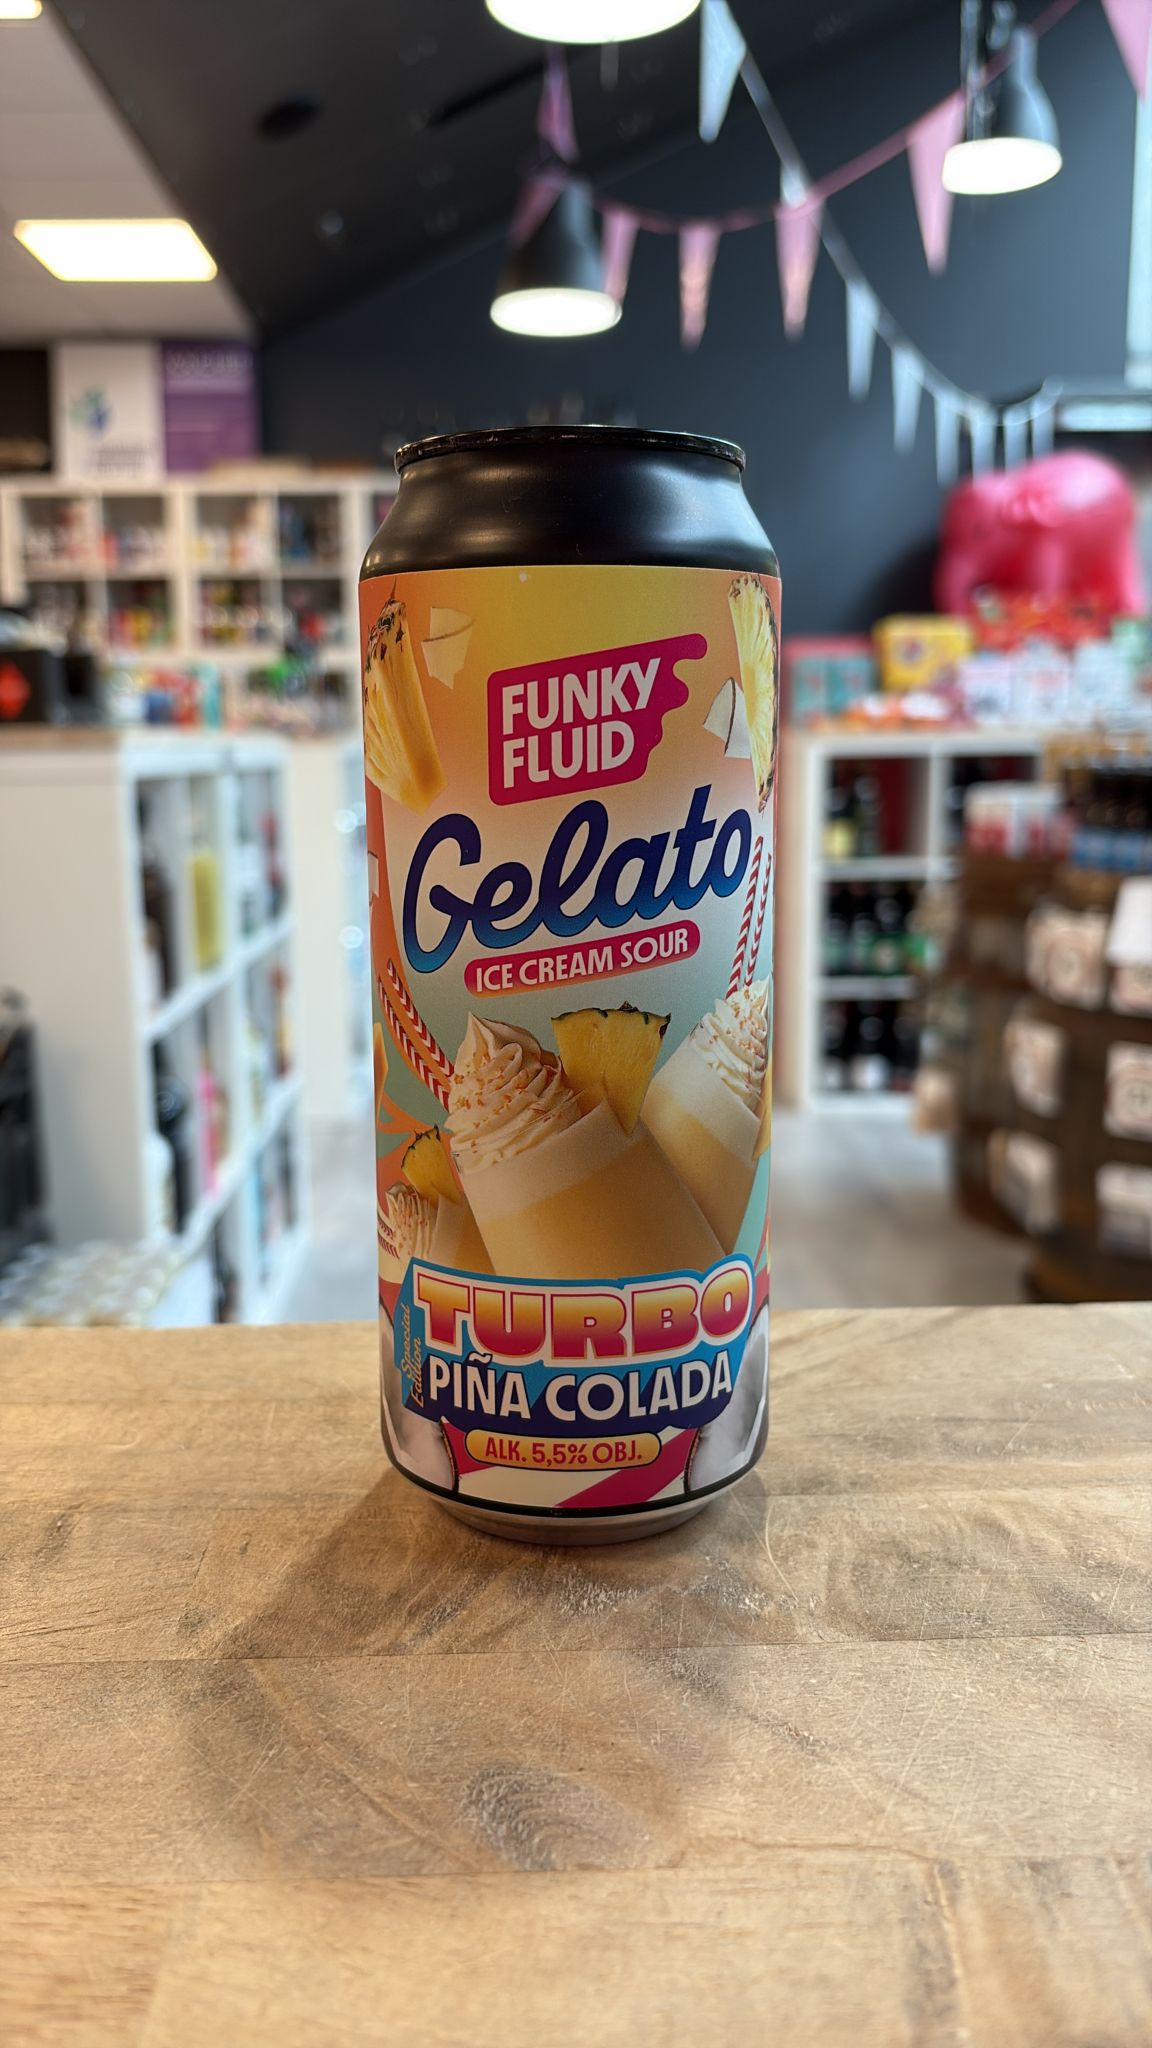 FUNKY
FLUID
Gelato
ICE CREAM SOUR
Special
Edition
TURBO
PIÑA COLADA
ALK. 5,5% OBJ.